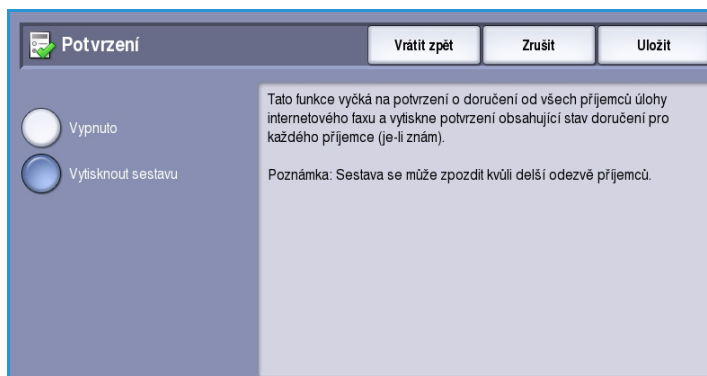 Potvrzení
Vrátit zpět
Zrušit
Uložit
Vypnuto
Vytisknout sestavu
Tato funkce vyčká na potvrzení o doručení od všech příjemců úlohy
internetového faxu a vytiskne potvrzení obsahující stav doručení pro
každého příjemce (je-li znám).
Poznámka: Sestava se může zpozdit kvůli delší odezvě příjemců.